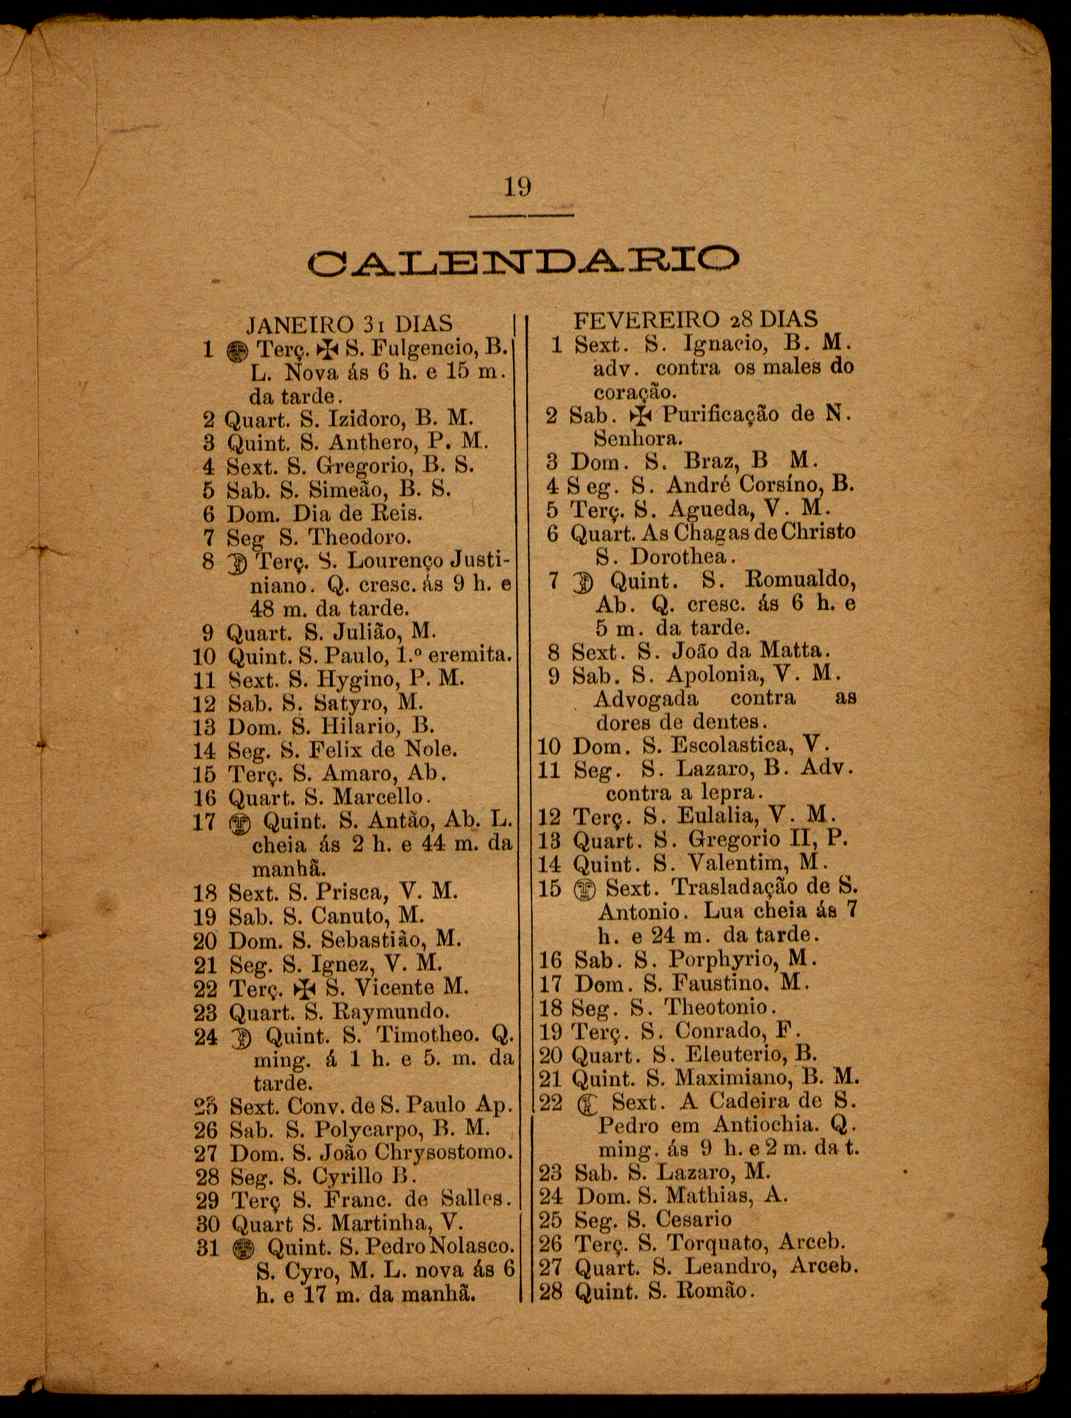 19
CALENDARIO
JANEIRO 31 DIAS
1 Terç. ✠ S. Fulgencio, B.
L. Nova ás 6 h. e 15 m.
da tarde.
2 Quart. S. Izidoro, B. M.
3 Quint. S. Anthero, P. M.
4 Sext. S. Gregorio, B. S.
5 Sab. S. Simeão, B. S.
6 Dom. Dia de Reis.
7 Seg S. Theodoro.
8 Terç. S. Lourenço Justi-
niano. Q. cresc. ás 9 h. e
48 m. da tarde.
9 Quart. S. Julião, M.
10 Quint. S. Paulo, 1.º eremita.
11 Sext. S. Hygino, P. M.
12 Sab. S. Satyro, M.
13 Dom. S. Hilario, B.
14 Seg. S. Felix de Nole.
15 Terç. S. Amaro, Ab.
16 Quart. S. Marcello.
17 Quint. S. Antão, Ab. L.
cheia ás 2 h. e 44 m. da
manhã.
18 Sext. S. Prisca, V. M.
19 Sab. S. Canuto, M.
20 Dom. S. Sebastião, M.
21 Seg. S. Ignez, V. M.
22 Terç. ✠ S. Vicente M.
23 Quart. S. Raymundo.
24 Quint. S. Timotheo. Q.
ming. á 1 h. e 5. m. da
tarde.
25 Sext. Conv. de S. Paulo Ap.
26 Sab. S. Polycarpo, B. M.
27 Dom. S. João Chrysostomo.
28 Seg. S. Cyrillo B.
29 Terç S. Franc. de Salles.
30 Quart S. Martinha, V.
31 Quint. S. Pedro Nolasco.
S. Cyro, M. L. nova ás 6
h. e 17 m. da manhã.
FEVEREIRO 28 DIAS
1 Sext. S. Ignacio, B. M.
adv. contra os males do
coração.
2 Sab. ✠ Purificação de N.
Senhora.
3 Dom. S. Braz, B M.
4 Seg. S. André Corsíno, B.
5 Terç. S. Agueda, V. M.
6 Quart. As Chagas de Christo
S. Dorothea.
7 Quint. S. Romualdo,
Ab. Q. cresc. ás 6 h. e
5 m. da tarde.
8 Sext. S. João da Matta.
9 Sab. S. Apolonia, V. M.
Advogada contra as
dores de dentes.
10 Dom. S. Escolastica, V.
11 Seg. S. Lazaro, B. Adv.
contra a lepra.
12 Terç. S. Eulalia, V. M.
13 Quart. S. Gregorio II, P.
14 Quint. S. Valentim, M.
15 Sext. Trasladação de S.
Antonio. Lua cheia ás 7
h. e 24 m. da tarde.
16 Sab. S. Porphyrio, M.
17 Dom. S. Faustino. M.
18 Seg. S. Theotonio.
19 Terç. S. Conrado, F.
20 Quart. S. Eleuterio, B.
21 Quint. S. Maximiano, B. M.
22 Sext. A Cadeira de S.
Pedro em Antiochia. Q.
ming. ás 9 h. e 2 m. da t.
23 Sab. S. Lazaro, M.
24 Dom. S. Mathias, A.
25 Seg. S. Cesario
26 Terç. S. Torquato, Arceb.
27 Quart. S. Leandro, Arceb.
28 Quint. S. Romão.